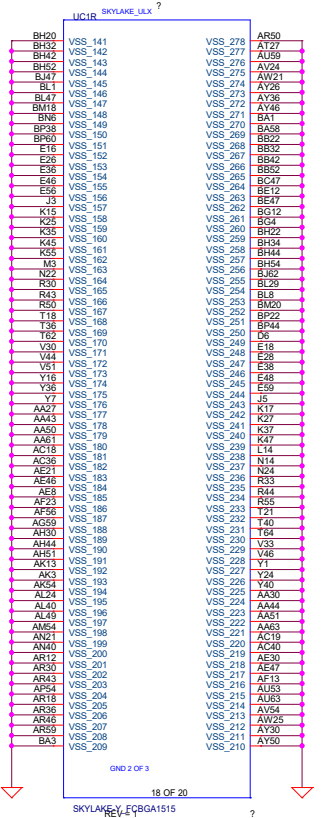 ?
UC1R SKYLAKE_ULX
BH20 VSS_141 VSS_278 AR50
BH32 VSS_142 VSS_277 AT27
BH42 VSS_143 VSS_276 AU59
BH52 VSS_144 VSS_275 AV24
BJ47 VSS_145 VSS_274 AW21
BL1 VSS_146 VSS_273 AY26
BL47 VSS_147 VSS_272 AY36
BM18 VSS_148 VSS_271 AY46
BN6 VSS_149 VSS_270 BA1
BP38 VSS_150 VSS_269 BA58
BP60 VSS_151 VSS_268 BB22
E16 VSS_152 VSS_267 BB32
E26 VSS_153 VSS_266 BB42
E36 VSS_154 VSS_265 BB52
E46 VSS_155 VSS_264 BC47
E56 VSS_156 VSS_263 BE12
J3 VSS_157 VSS_262 BE47
K15 VSS_158 VSS_261 BG12
K25 VSS_159 VSS_260 BG4
K35 VSS_160 VSS_259 BH22
K45 VSS_161 VSS_258 BH34
K55 VSS_162 VSS_257 BH44
M3 VSS_163 VSS_256 BH54
N22 VSS_164 VSS_255 BJ62
R30 VSS_165 VSS_254 BL29
R43 VSS_166 VSS_253 BL8
R50 VSS_167 VSS_252 BM20
T18 VSS_168 VSS_251 BP22
T36 VSS_169 VSS_250 BP44
T62 VSS_170 VSS_249 D6
V30 VSS_171 VSS_248 E18
V44 VSS_172 VSS_247 E28
V51 VSS_173 VSS_246 E38
Y16 VSS_174 VSS_245 E48
Y36 VSS_175 VSS_244 E59
Y7 VSS_176 VSS_243 J5
AA27 VSS_177 VSS_242 K17
AA43 VSS_178 VSS_241 K27
AA50 VSS_179 VSS_240 K37
AA61 VSS_180 VSS_239 K47
AC18 VSS_181 VSS_238 L14
AC36 VSS_182 VSS_237 N14
AE21 VSS_183 VSS_236 N24
AE46 VSS_184 VSS_235 R33
AE8 VSS_185 VSS_234 R44
AF23 VSS_186 VSS_233 R55
AF56 VSS_187 VSS_232 T21
AG59 VSS_188 VSS_231 T40
AH30 VSS_189 VSS_230 T64
AH44 VSS_190 VSS_229 V33
AH51 VSS_191 VSS_228 V46
AK13 VSS_192 VSS_227 Y1
AK3 VSS_193 VSS_226 Y24
AK54 VSS_194 VSS_225 Y40
AL24 VSS_195 VSS_224 AA30
AL40 VSS_196 VSS_223 AA44
AL49 VSS_197 VSS_222 AA51
AM54 VSS_198 VSS_221 AA63
AN21 VSS_199 VSS_220 AC19
AN40 VSS_200 VSS_219 AC40
AR12 VSS_201 VSS_218 AE30
AR30 VSS_202 VSS_217 AE47
AR43 VSS_203 VSS_216 AF13
AP54 VSS_204 VSS_215 AU53
AR18 VSS_205 VSS_214 AU63
AR36 VSS_206 VSS_213 AV54
AR46 VSS_207 VSS_212 AW25
AR59 VSS_208 VSS_211 AY30
BA3 VSS_209 VSS_210 AY50
GND 2 OF 3
18 OF 20
SKYLAKE-Y_FCBGA1515
REV = 1 ?